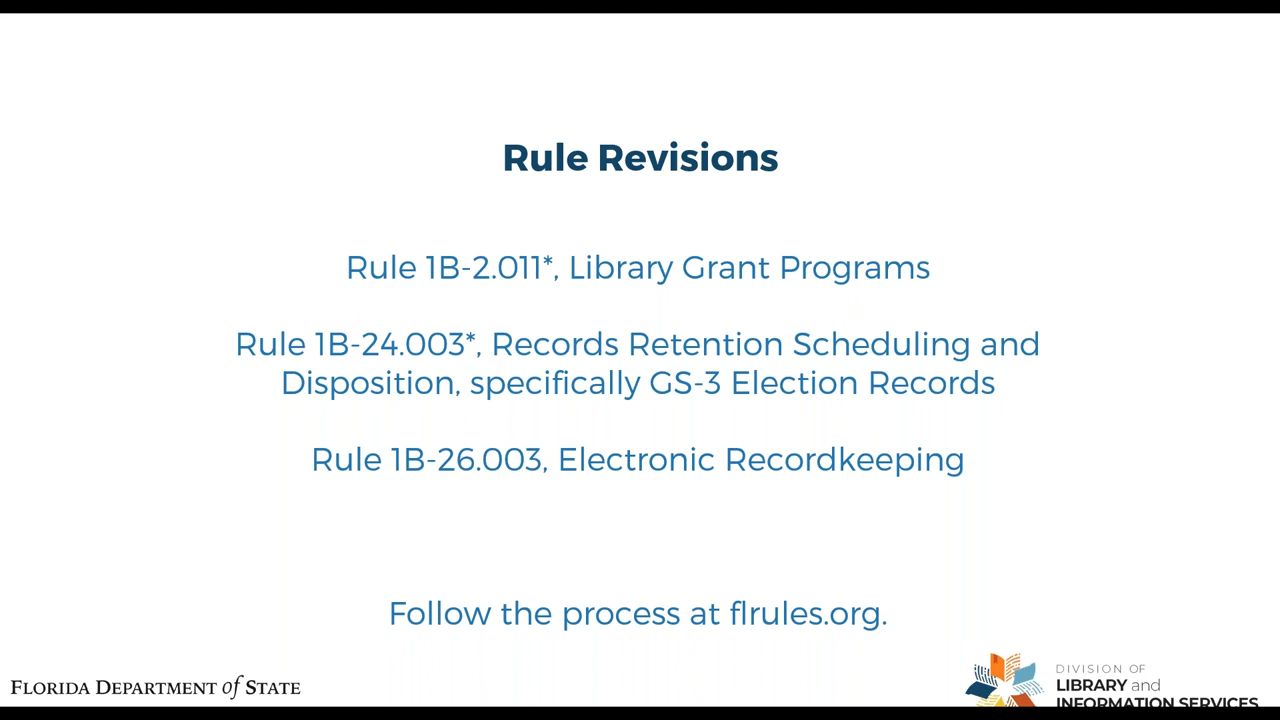 Rule Revisions
Rule 1B-2.011*, Library Grant Programs
Rule 1B-24.003*, Records Retention Scheduling and
Disposition, specifically GS-3 Election Records
Rule 1B-26.003, Electronic Recordkeeping
Follow the process at flrules.org.
FLORIDA DEPARTMENT of STATE
DIVISION OF
LIBRARY and
INFORMATION SERVICES